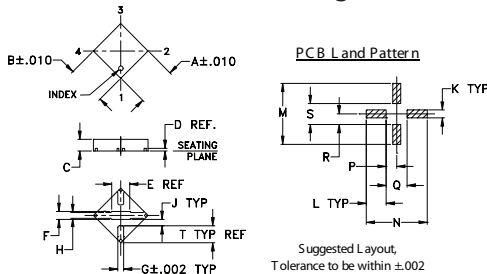 3
4
2
B±.010
A±.010
INDEX
1
D REF.
SEATING
PLANE
C
E REF
J TYP
F
T TYP REF
H
G±.002 TYP
PCB Land Pattern
K TYP
M
S
R
P
Q
L TYP
N
Suggested Layout,
Tolerance to be within ±.002